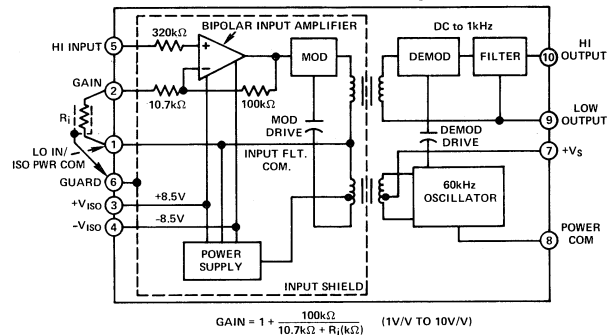 BIPOLAR INPUT AMPLIFIER
DC to 1kHz
320kΩ
HI INPUT 5
+
−
MOD
DEMOD
FILTER
10 HI OUTPUT
GAIN 2
10.7kΩ
100kΩ
Ri
MOD DRIVE
DEMOD DRIVE
9 LOW OUTPUT
1
LO IN/ ISO PWR COM
INPUT FLT. COM.
7 +VS
GUARD 6
+VISO 3
+8.5V
60kHz OSCILLATOR
−VISO 4
-8.5V
POWER SUPPLY
8 POWER COM
INPUT SHIELD
GAIN = 1 + 100kΩ / 10.7kΩ + Ri(kΩ) (1V/V TO 10V/V)